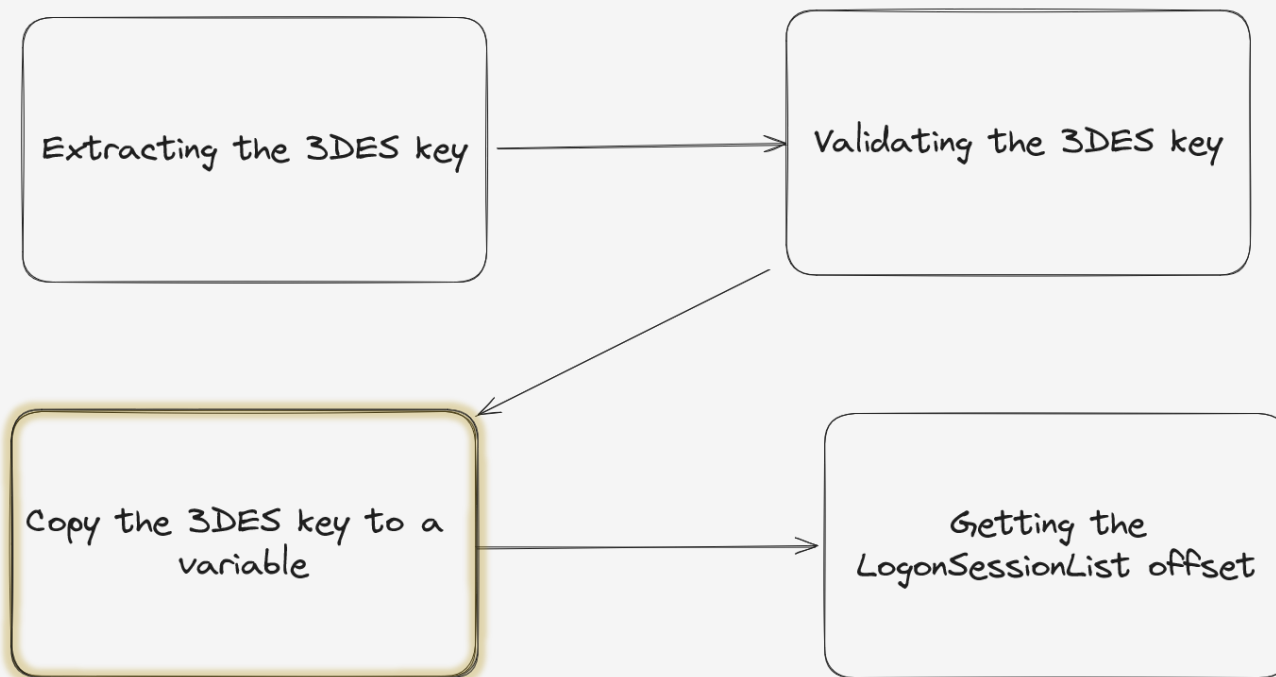 Extracting the 3DES key
Validating the 3DES key
Copy the 3DES key to a
variable
Getting the
LogonSessionList offset